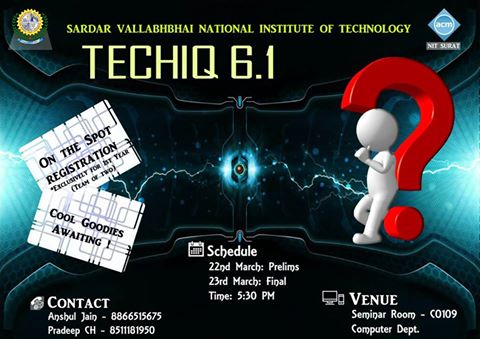 SARDAR VALLABHBHAI NATIONAL INSTITUTE OF TECHNOLOGY
acm
NIT SURAT
TECHIQ 6.1
ON THE SPOT
REGISTRATION
*EXCLUSIVELY FOR 1ST YEAR
(TEAM OF TWO)
COOL GOODIES
AWAITING !
Schedule
22nd March: Prelims
23rd March: Final
Time: 5:30 PM
CONTACT
Anshul Jain - 8866515675
Pradeep CH - 8511181950
VENUE
Seminar Room - CO109
Computer Dept.